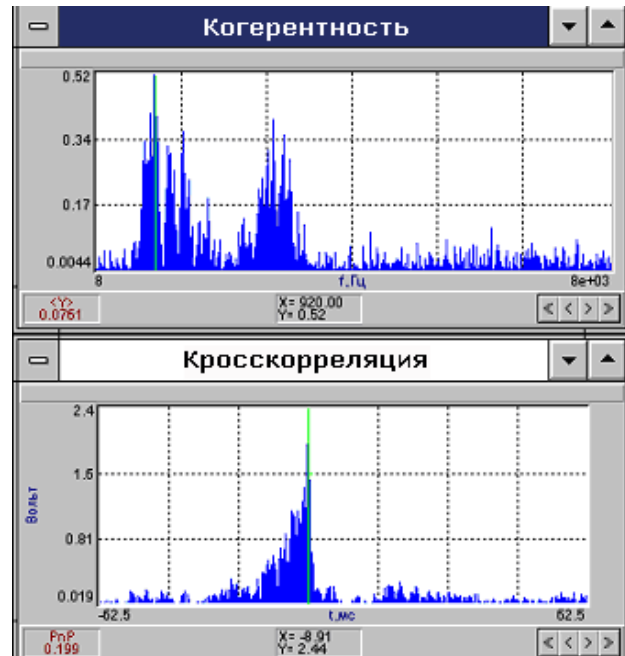 Когерентность
0.52
0.34
0.17
0.0044
8 f,Гц 8e+03
<Y>
0.0761
X= 920.00
Y= 0.52
Кросскорреляция
2.4
1.5
0.81
0.019
Вольт
-62.5 t,мс 62.5
РпР
0.199
X= -8.91
Y= 2.44